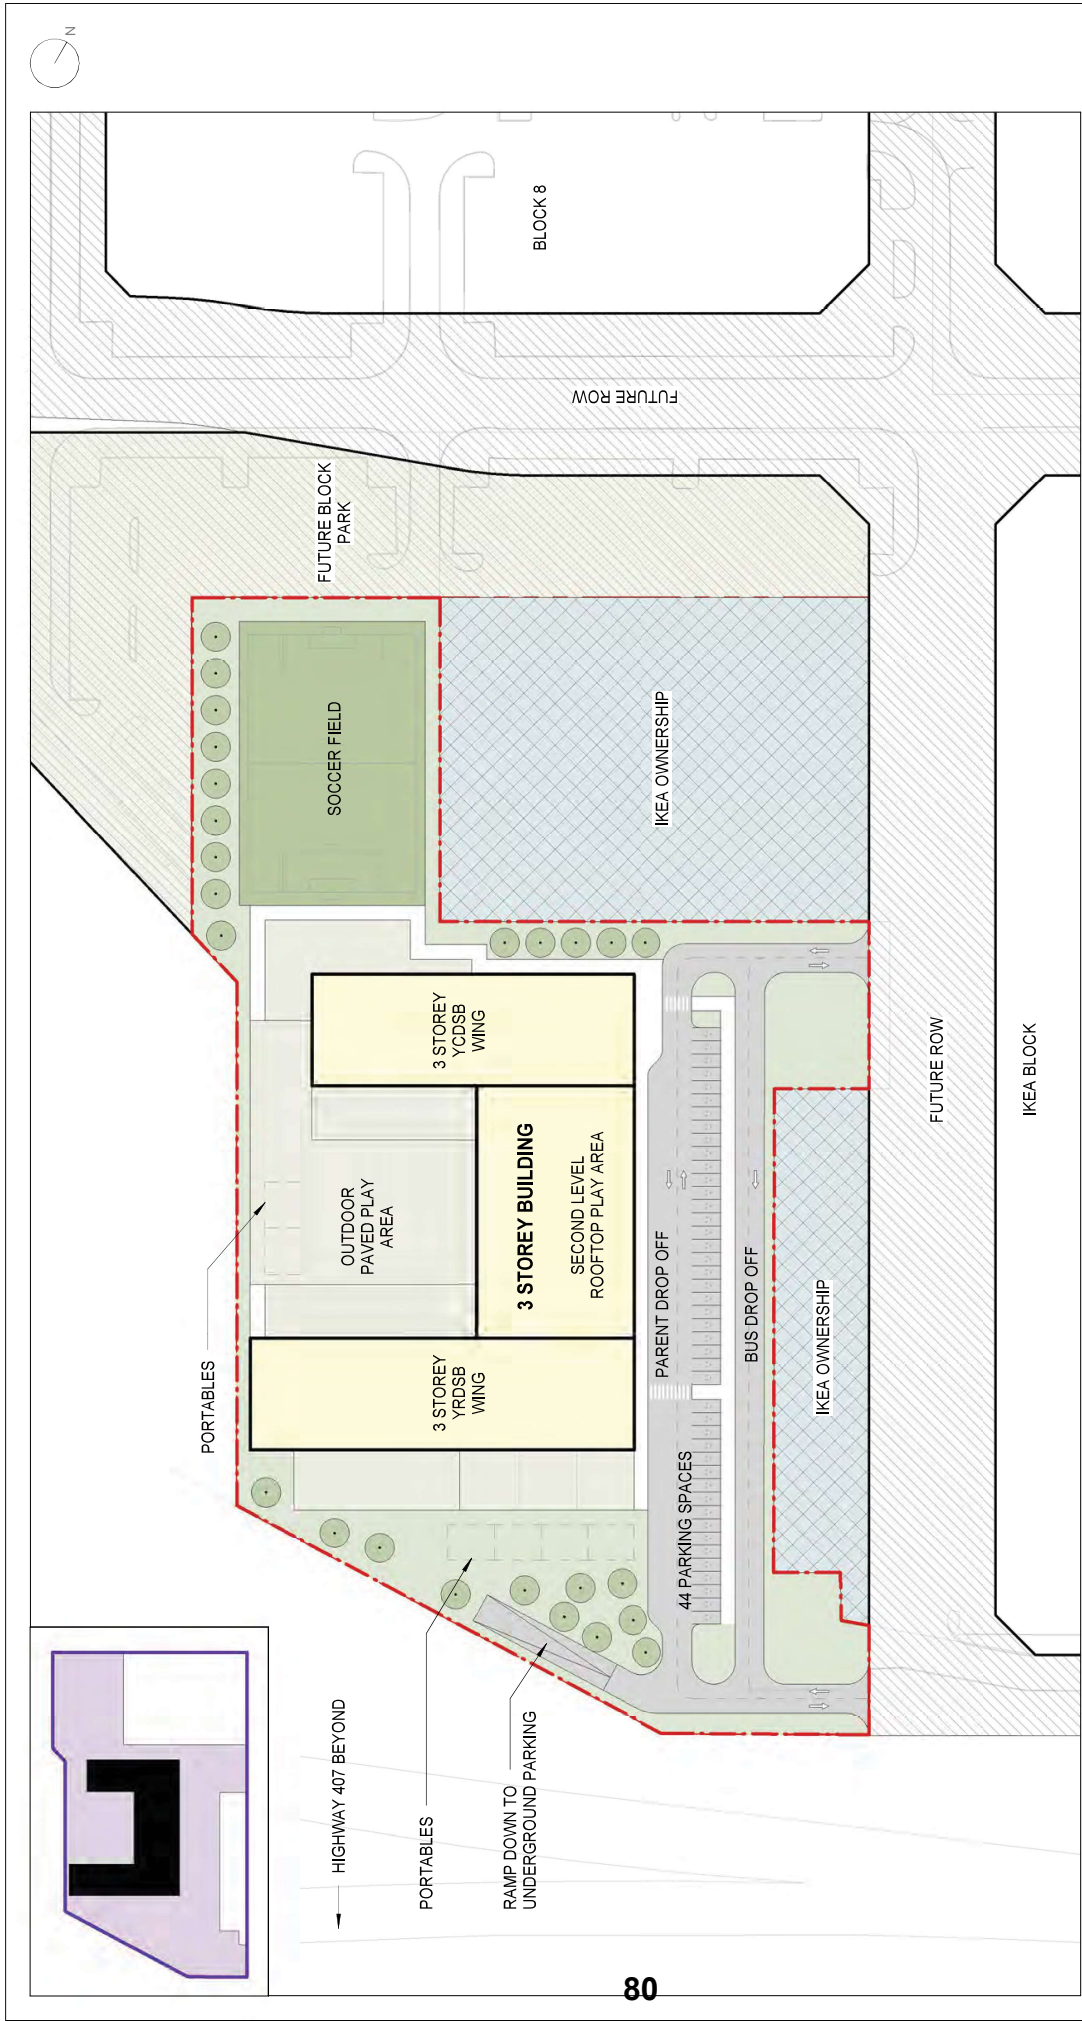 N
BLOCK 8
FUTURE ROW
FUTURE BLOCK
PARK
SOCCER FIELD
IKEA OWNERSHIP
3 STOREY
YCDSB
WING
OUTDOOR
PAVED PLAY
AREA
3 STOREY BUILDING
SECOND LEVEL
ROOFTOP PLAY AREA
PARENT DROP OFF
BUS DROP OFF
FUTURE ROW
IKEA BLOCK
PORTABLES
3 STOREY
YRDSB
WING
IKEA OWNERSHIP
44 PARKING SPACES
HIGHWAY 407 BEYOND
PORTABLES
RAMP DOWN TO
UNDERGROUND PARKING
80